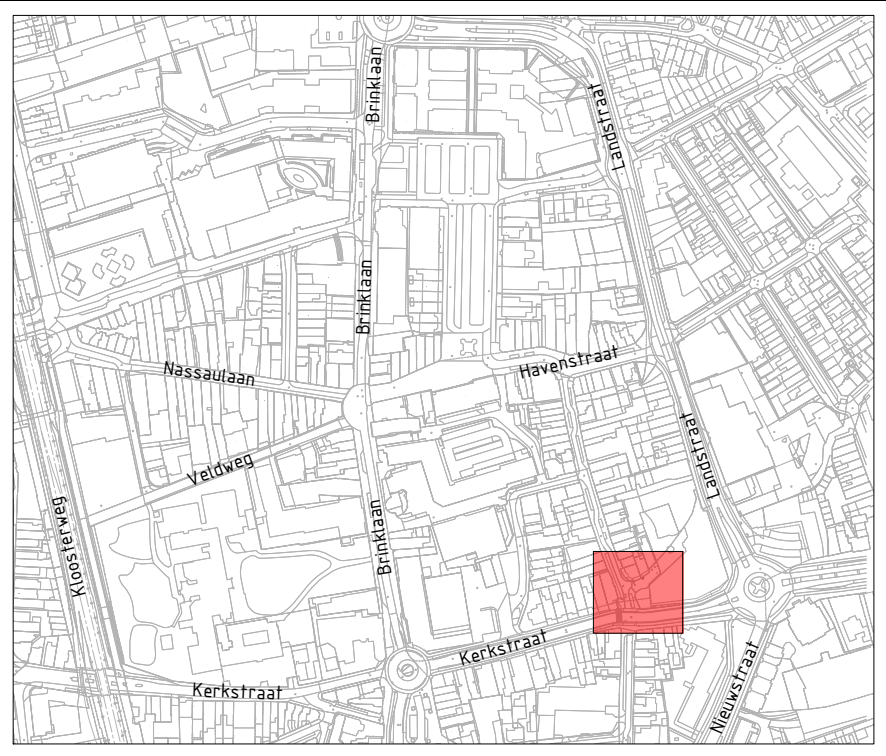 Brinklaan
Landstraat
Brinklaan
Nassaulaan
Havenstraat
Landstraat
Veldweg
Brinklaan
Kloosterweg
Kerkstraat
Kerkstraat
Nieuwstraat